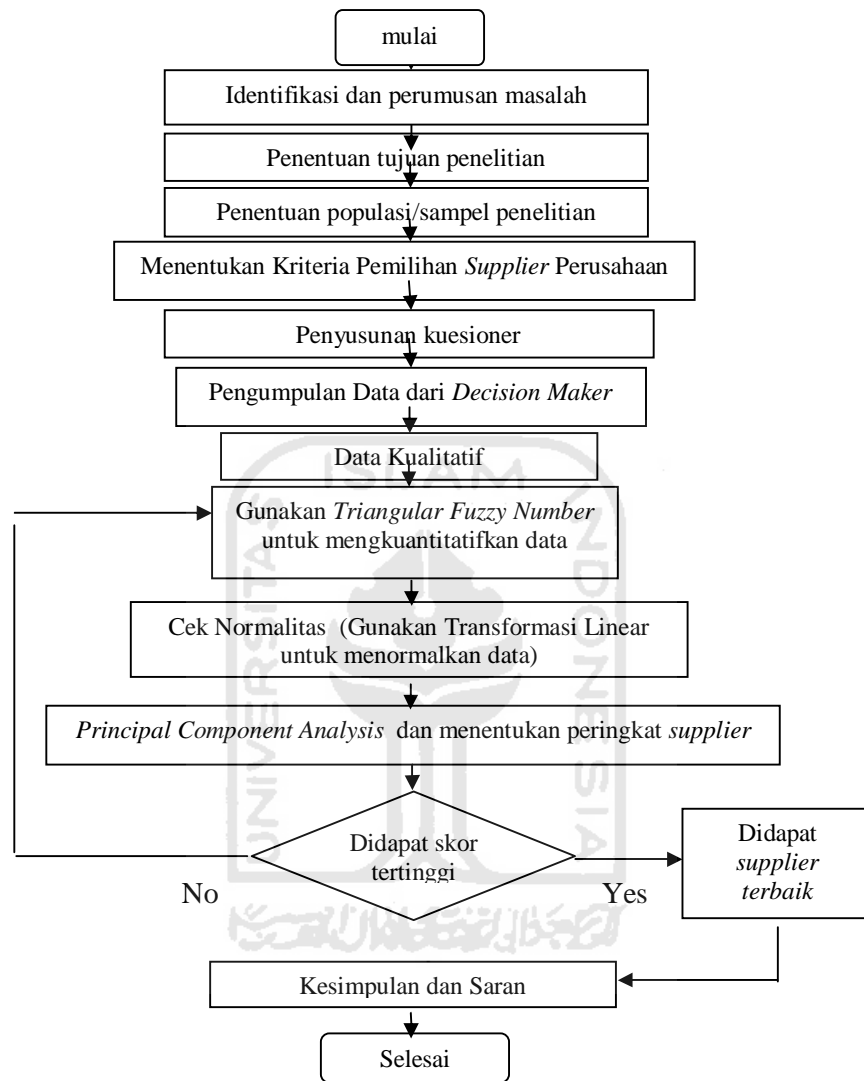 mulai
Identifikasi dan perumusan masalah
Penentuan tujuan penelitian
Penentuan populasi/sampel penelitian
Menentukan Kriteria Pemilihan Supplier Perusahaan
Penyusunan kuesioner
Pengumpulan Data dari Decision Maker
Data Kualitatif
ISLAM
UNIVERSITAS
INDONESIA
Gunakan Triangular Fuzzy Number
untuk mengkuantitatifkan data
Cek Normalitas (Gunakan Transformasi Linear
untuk menormalkan data)
Principal Component Analysis dan menentukan peringkat supplier
Didapat skor
tertinggi
No
Yes
Didapat
supplier
terbaik
Kesimpulan dan Saran
Selesai